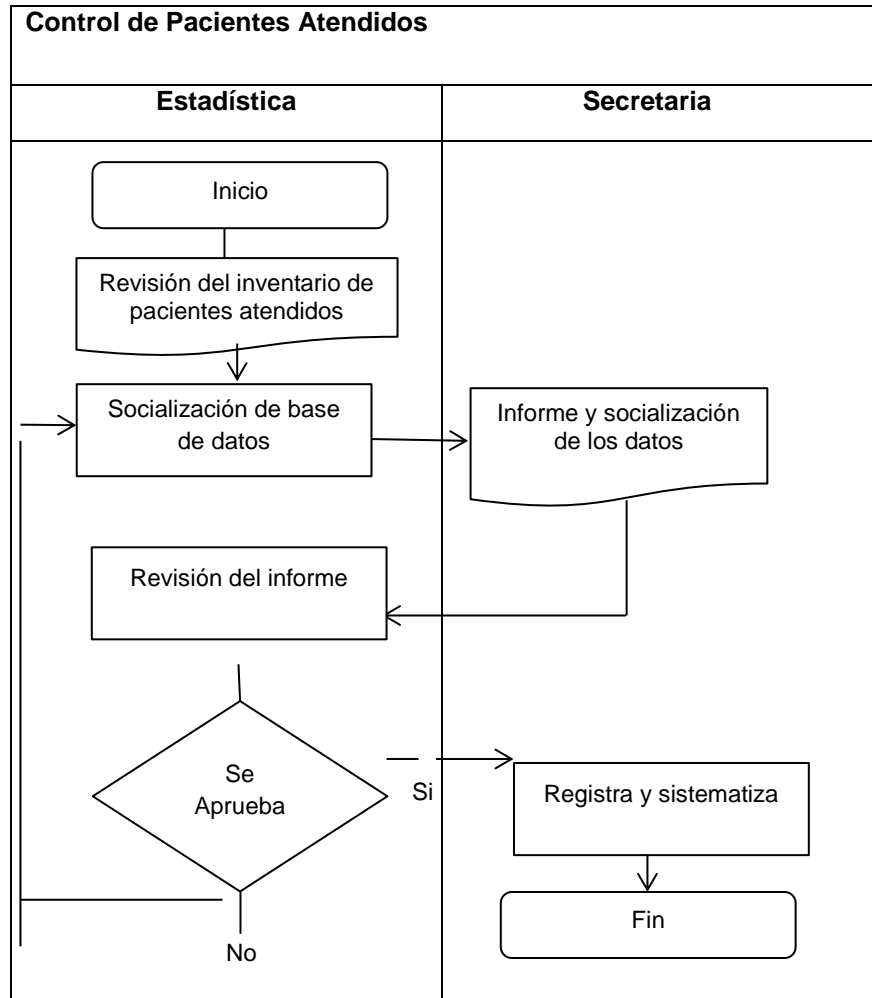 Control de Pacientes Atendidos
Estadística
Secretaria
Inicio
Revisión del inventario de
pacientes atendidos
Socialización de base
de datos
Informe y socialización
de los datos
Revisión del informe
Se
Aprueba
Si
Registra y sistematiza
Fin
No